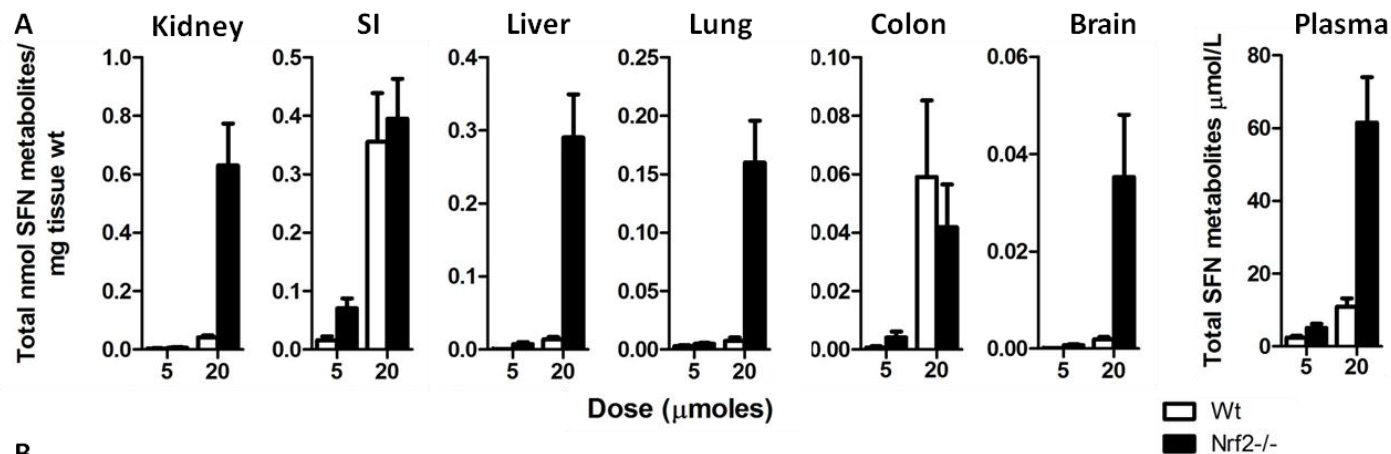 A Kidney SI Liver Lung Colon Brain Plasma
Total nmol SFN metabolites/
mg tissue wt
1.0 0.8 0.6 0.4 0.2 0.0
5 20
0.5 0.4 0.3 0.2 0.1 0.0
5 20
0.4 0.3 0.2 0.1 0.0
5 20
0.25 0.20 0.15 0.10 0.05 0.00
5 20
0.10 0.08 0.06 0.04 0.02 0.00
5 20
0.06 0.04 0.02 0.00
5 20
Total SFN metabolites μmol/L
80 60 40 20 0
5 20
Dose (μmoles)
Wt
Nrf2-/-